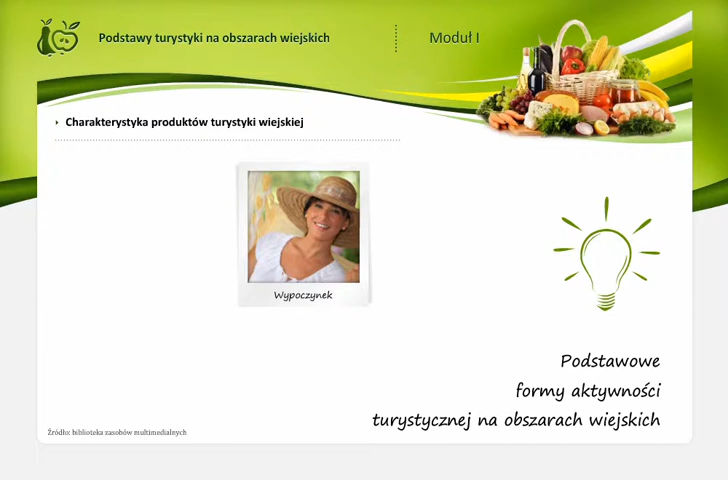 Podstawy turystyki na obszarach wiejskich
Moduł I
Charakterystyka produktów turystyki wiejskiej
Wypoczynek
Podstawowe
formy aktywności
turystycznej na obszarach wiejskich
Źródło: biblioteka zasobów multimedialnych